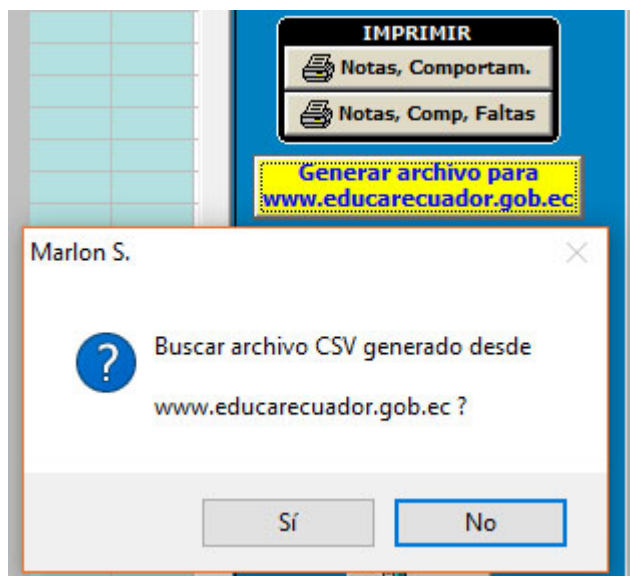 IMPRIMIR
Notas, Comportam.
Notas, Comp, Faltas
Generar archivo para
www.educarecuador.gob.ec
Marlon S.
Buscar archivo CSV generado desde
www.educarecuador.gob.ec ?
Sí
No